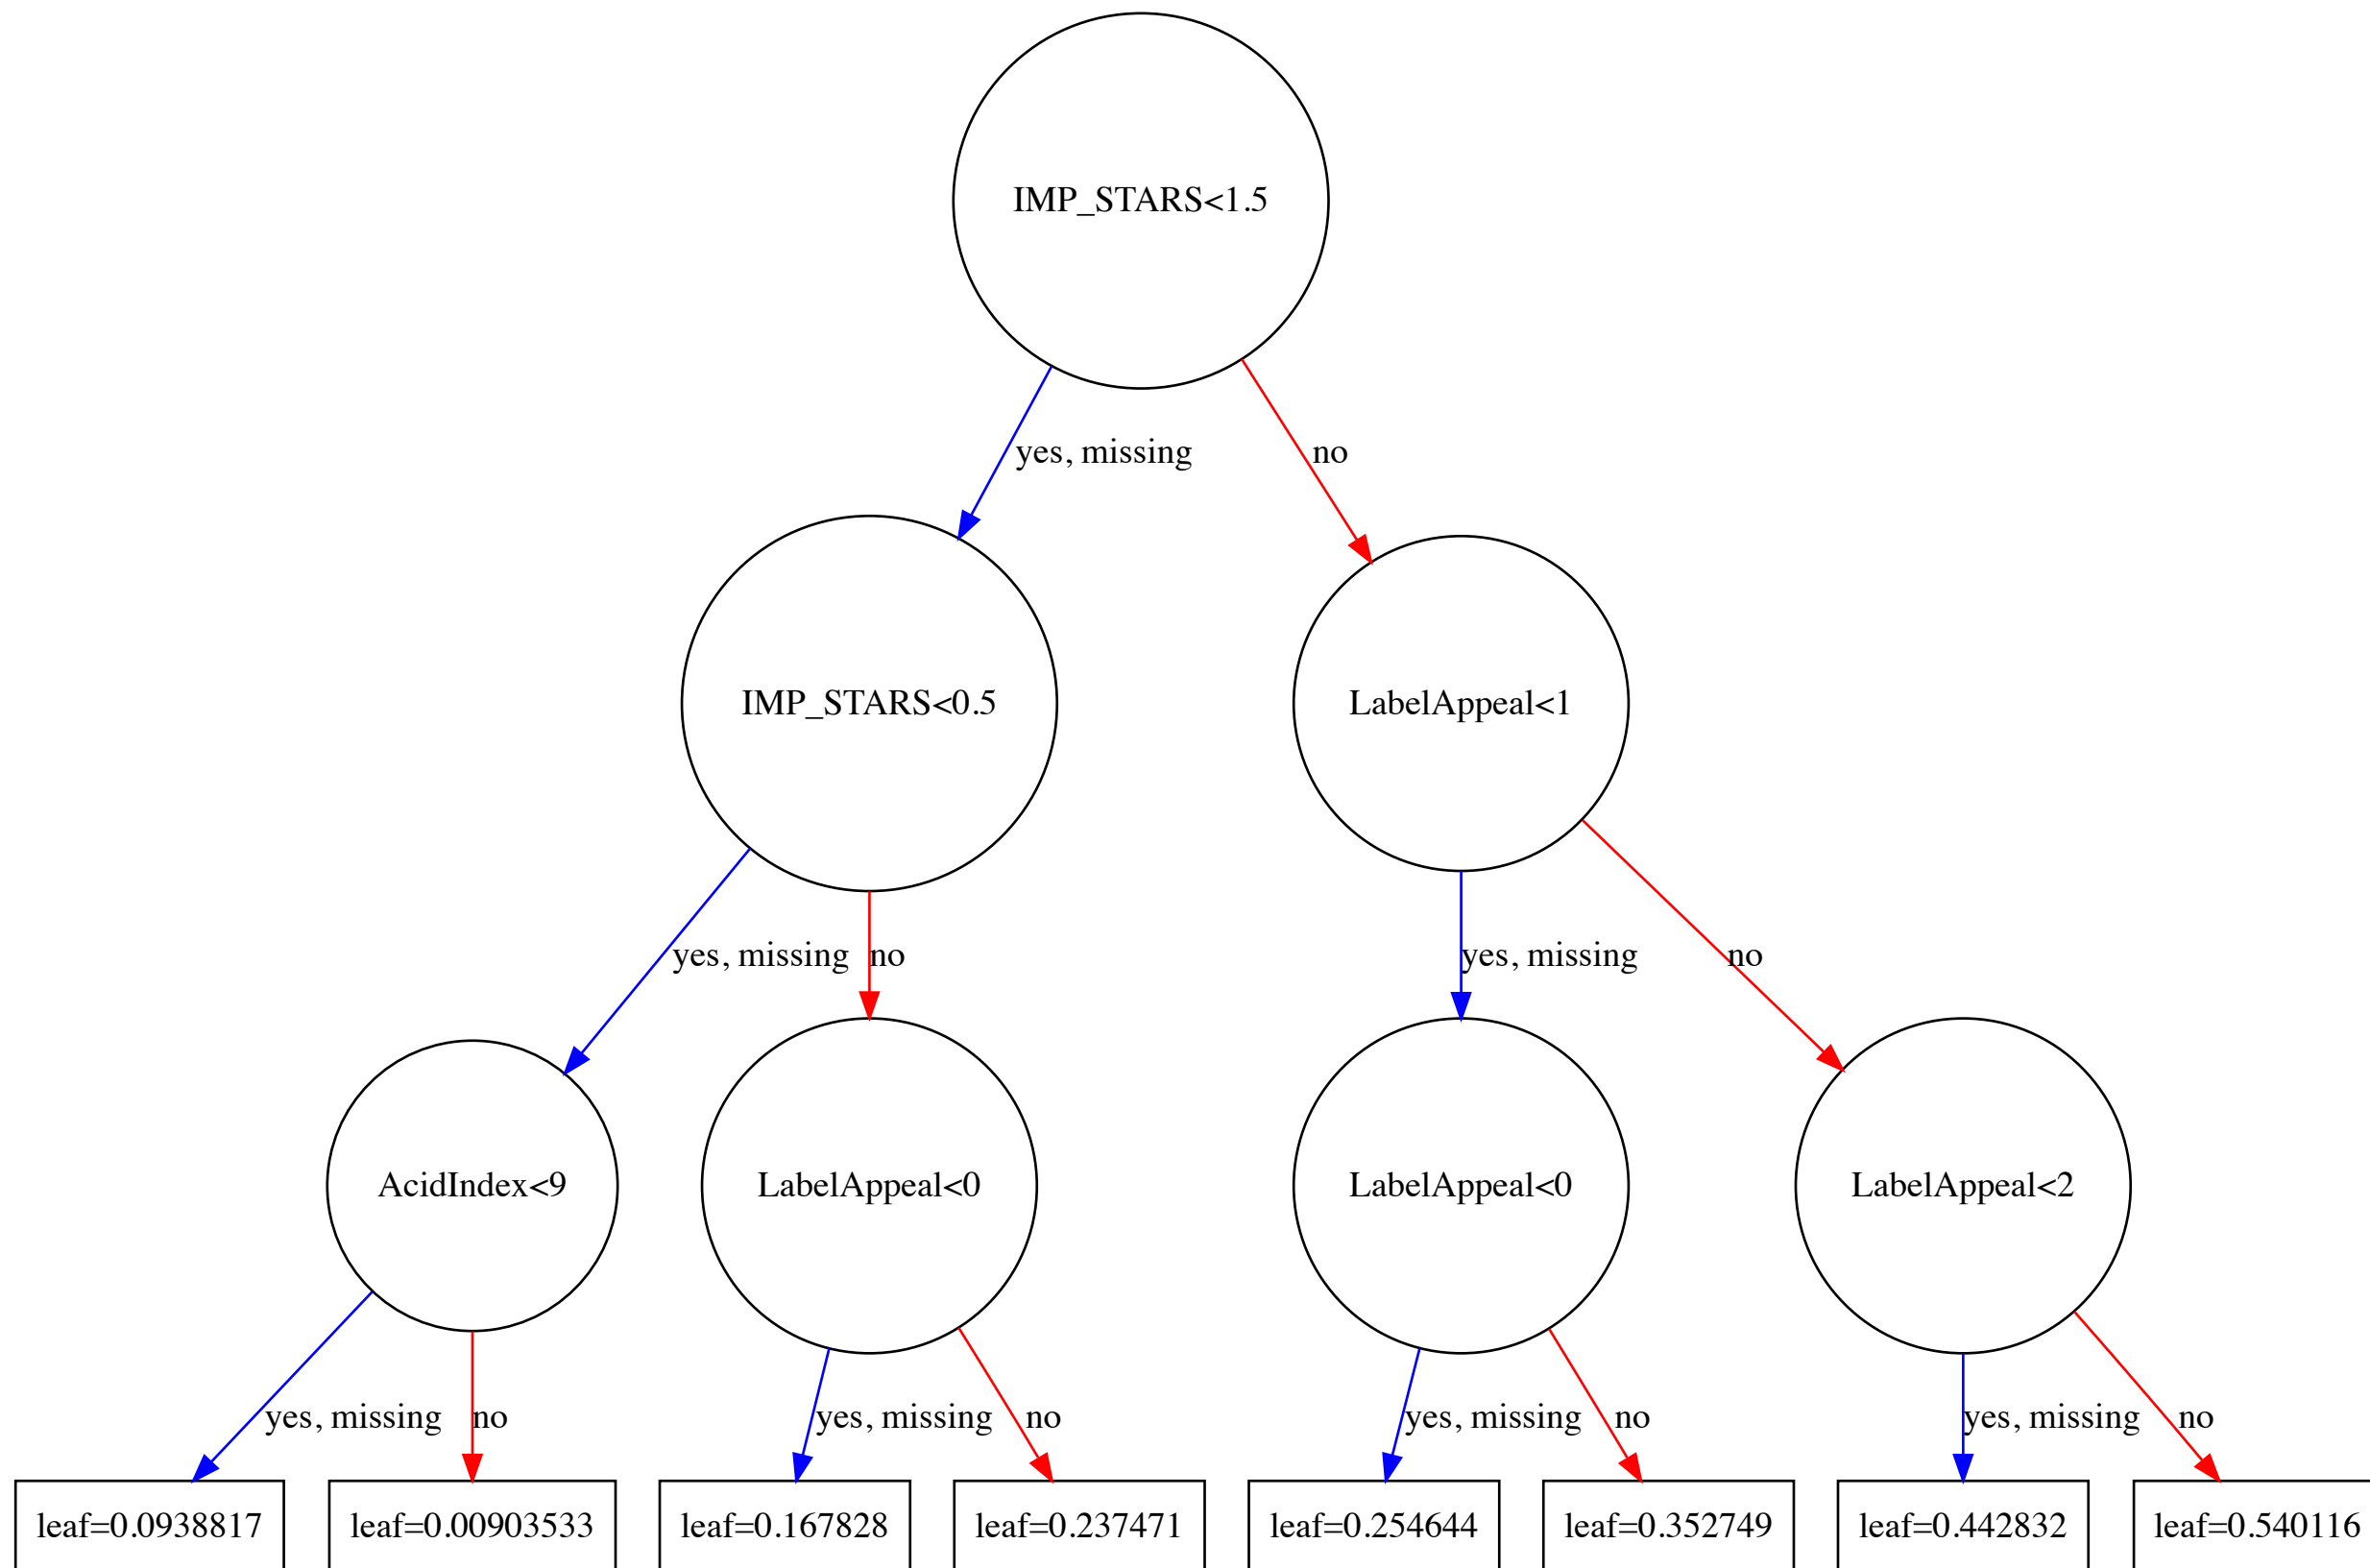 IMP_STARS<1.5
yes, missing
no
IMP_STARS<0.5
LabelAppeal<1
yes, missing
no
yes, missing
no
AcidIndex<9
LabelAppeal<0
LabelAppeal<0
LabelAppeal<2
yes, missing
no
yes, missing
no
yes, missing
no
yes, missing
no
leaf=0.0938817
leaf=0.00903533
leaf=0.167828
leaf=0.237471
leaf=0.254644
leaf=0.352749
leaf=0.442832
leaf=0.540116